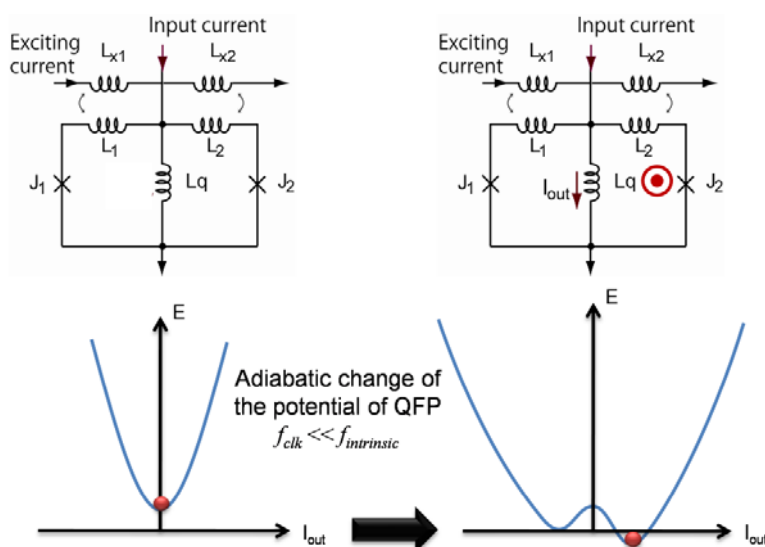 Input current
Exciting
current
Lx1
Lx2
L1
L2
J1
Lq
J2
E
Iout
Adiabatic change of
the potential of QFP
fclk << fintrinsic
Input current
Exciting
current
Lx1
Lx2
L1
L2
J1
Iout
Lq
J2
E
Iout